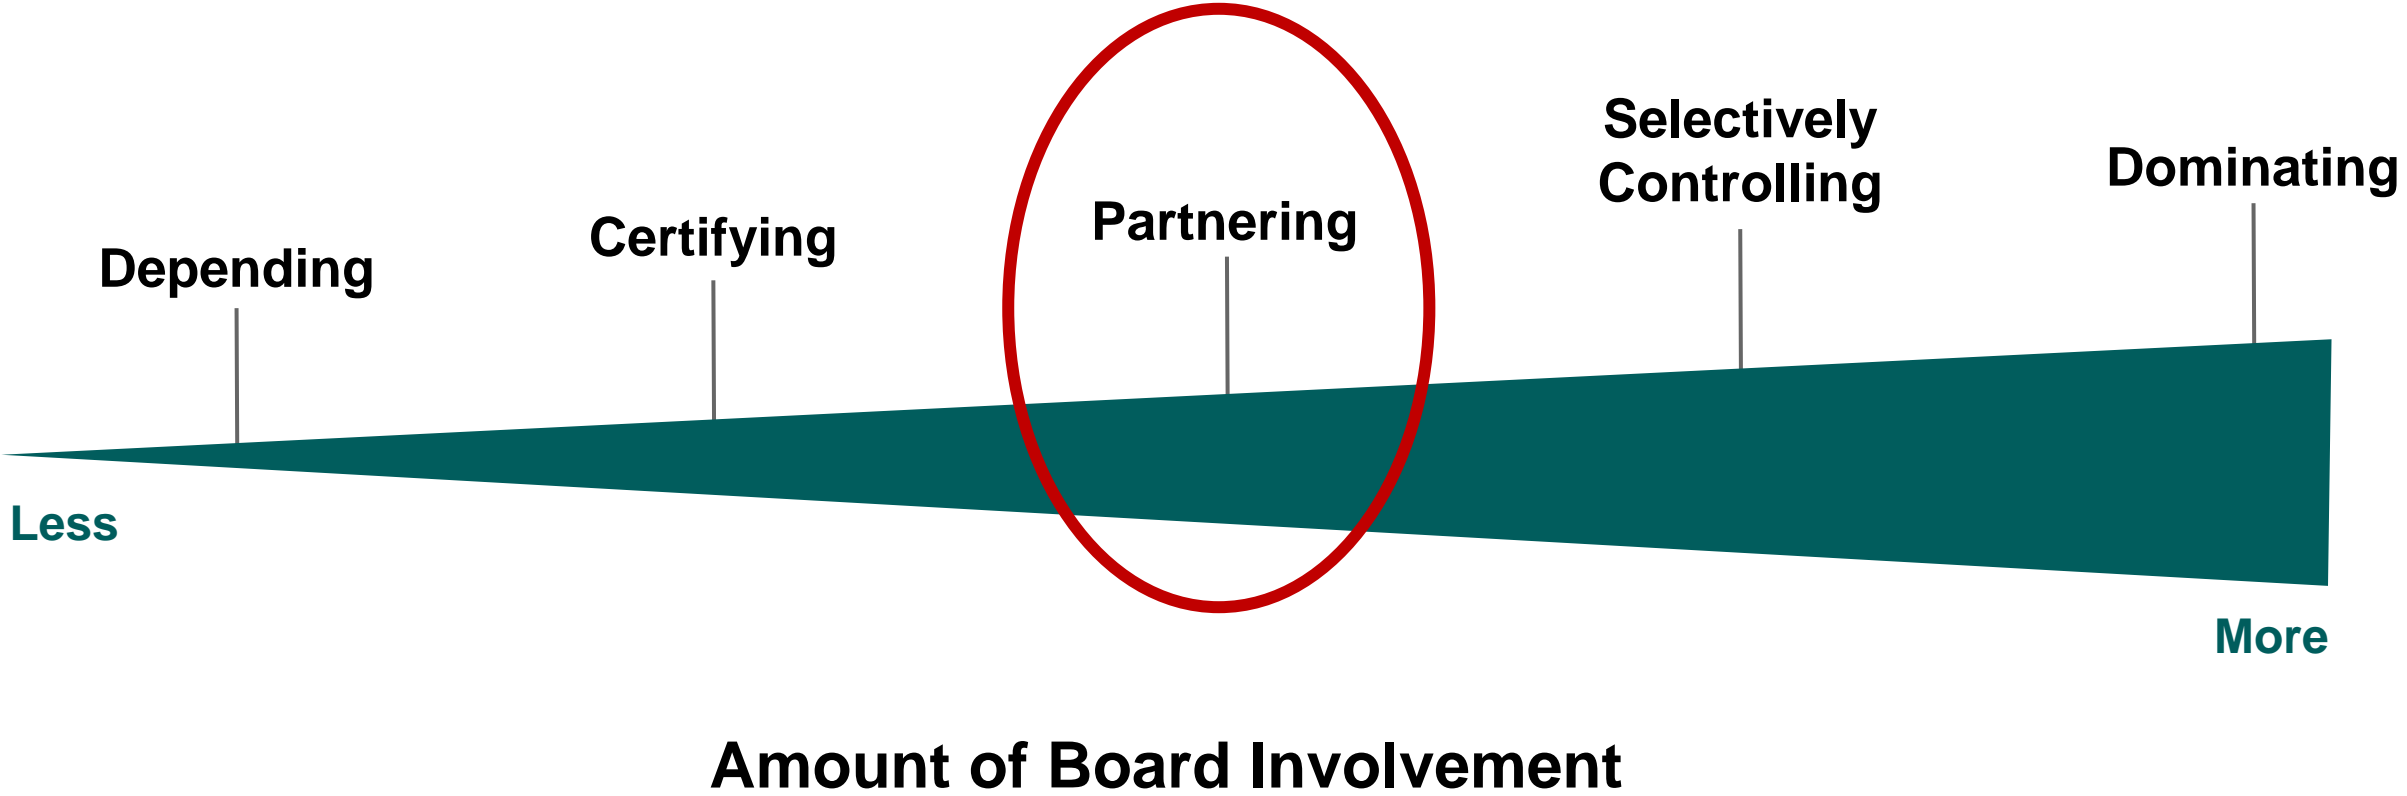 Depending
Certifying
Partnering
Selectively
Controlling
Dominating
Less
More
Amount of Board Involvement